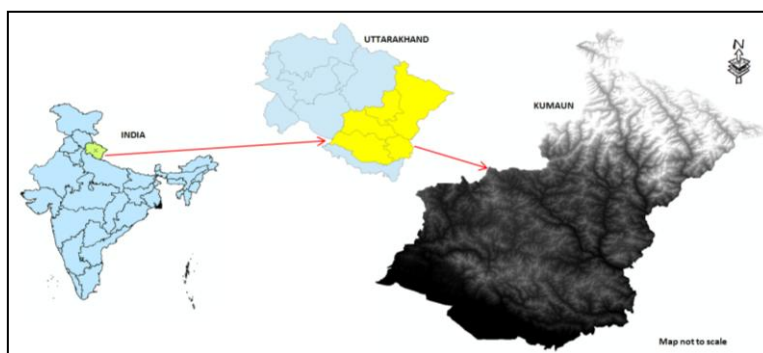 UTTARAKHAND
N
KUMAUN
INDIA
Map not to scale